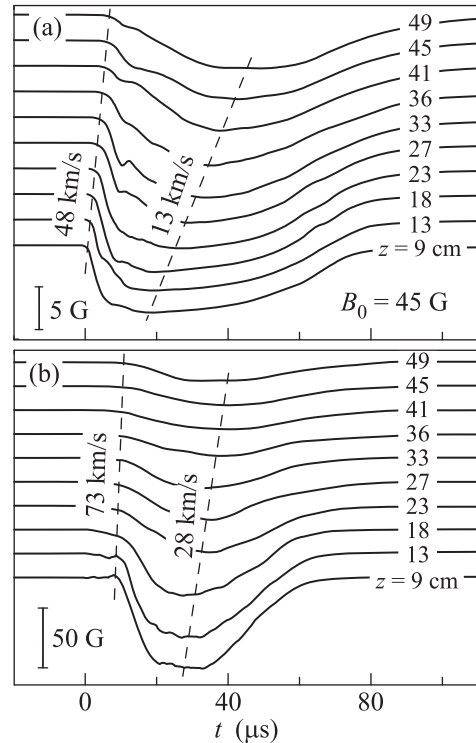 (a)
49
45
41
36
33
27
23
18
13
z = 9 cm
48 km/s
13 km/s
5 G
B₀ = 45 G
(b)
49
45
41
36
33
27
23
18
13
z = 9 cm
73 km/s
28 km/s
50 G
0 40 80
t (μs)